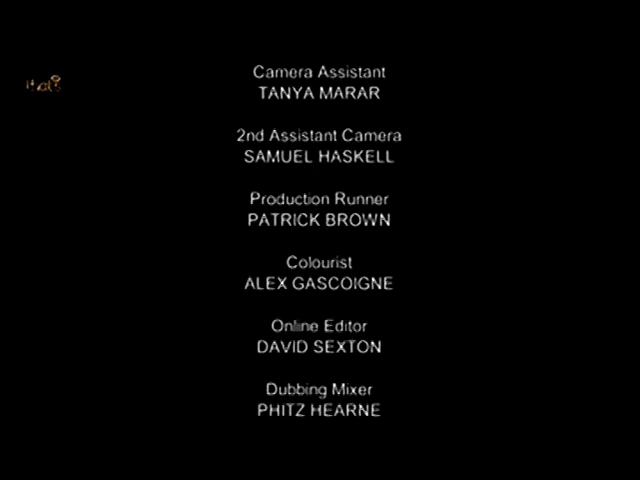 Camera Assistant
TANYA MARAR
2nd Assistant Camera
SAMUEL HASKELL
Production Runner
PATRICK BROWN
Colourist
ALEX GASCOIGNE
Online Editor
DAVID SEXTON
Dubbing Mixer
PHITZ HEARNE